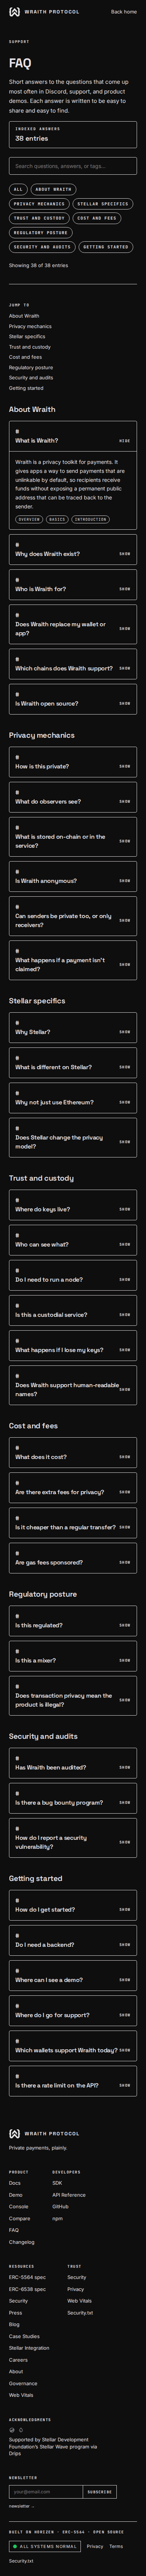 WRAITH PROTOCOL
Back home
SUPPORT
FAQ
Short answers to the questions that come up
most often in Discord, support, and product
demos. Each answer is written to be easy to
share and easy to deep-link.
INDEXED ANSWERS
38 entries
Search questions, answers, or tags...
ALL
ABOUT WRAITH
PRIVACY MECHANICS
STELLAR SPECIFICS
TRUST AND CUSTODY
COST AND FEES
REGULATORY POSTURE
SECURITY AND AUDITS
GETTING STARTED
Showing 38 of 38 entries
JUMP TO
About Wraith
Privacy mechanics
Stellar specifics
Trust and custody
Cost and fees
Regulatory posture
Security and audits
Getting started
About Wraith
#
What is Wraith?
HIDE
Wraith is a privacy toolkit for payments. It
gives apps a way to send payments that are
unlinkable by default, so recipients receive
funds without exposing a permanent public
address that can be traced back to the
sender.
OVERVIEW
BASICS
INTRODUCTION
#
Why does Wraith exist?
SHOW
#
Who is Wraith for?
SHOW
#
Does Wraith replace my wallet or
app?
SHOW
#
Which chains does Wraith support?
SHOW
#
Is Wraith open source?
SHOW
Privacy mechanics
#
How is this private?
SHOW
#
What do observers see?
SHOW
#
What is stored on-chain or in the
service?
SHOW
#
Is Wraith anonymous?
SHOW
#
Can senders be private too, or only
receivers?
SHOW
#
What happens if a payment isn't
claimed?
SHOW
Stellar specifics
#
Why Stellar?
SHOW
#
What is different on Stellar?
SHOW
#
Why not just use Ethereum?
SHOW
#
Does Stellar change the privacy
model?
SHOW
Trust and custody
#
Where do keys live?
SHOW
#
Who can see what?
SHOW
#
Do I need to run a node?
SHOW
#
Is this a custodial service?
SHOW
#
What happens if I lose my keys?
SHOW
#
Does Wraith support human-readable
names?
SHOW
Cost and fees
#
What does it cost?
SHOW
#
Are there extra fees for privacy?
SHOW
#
Is it cheaper than a regular transfer?
SHOW
#
Are gas fees sponsored?
SHOW
Regulatory posture
#
Is this regulated?
SHOW
#
Is this a mixer?
SHOW
#
Does transaction privacy mean the
product is illegal?
SHOW
Security and audits
#
Has Wraith been audited?
SHOW
#
Is there a bug bounty program?
SHOW
#
How do I report a security
vulnerability?
SHOW
Getting started
#
How do I get started?
SHOW
#
Do I need a backend?
SHOW
#
Where can I see a demo?
SHOW
#
Where do I go for support?
SHOW
#
Which wallets support Wraith today?
SHOW
#
Is there a rate limit on the API?
SHOW
WRAITH PROTOCOL
Private payments, plainly.
PRODUCT
Docs
Demo
Console
Compare
FAQ
Changelog
DEVELOPERS
SDK
API Reference
GitHub
npm
RESOURCES
ERC-5564 spec
ERC-6538 spec
Security
Press
Blog
Case Studies
Stellar Integration
Careers
About
Governance
Web Vitals
TRUST
Security
Privacy
Web Vitals
Security.txt
ACKNOWLEDGMENTS
Supported by Stellar Development
Foundation's Stellar Wave program via
Drips
NEWSLETTER
your@email.com
SUBSCRIBE
newsletter →
BUILT ON HORIZEN · ERC-5564 · OPEN SOURCE
ALL SYSTEMS NORMAL
Privacy
Terms
Security.txt